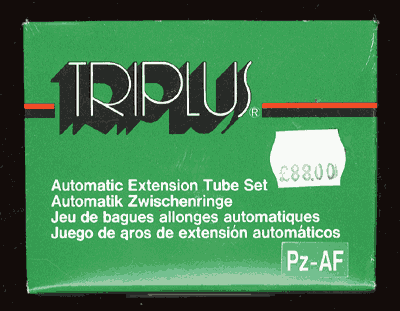 TRIPLUS®
£88.00
Automatic Extension Tube Set
Automatik Zwischenringe
Jeu de bagues allonges automatiques
Juego de aros de extensión automáticos
Pz-AF